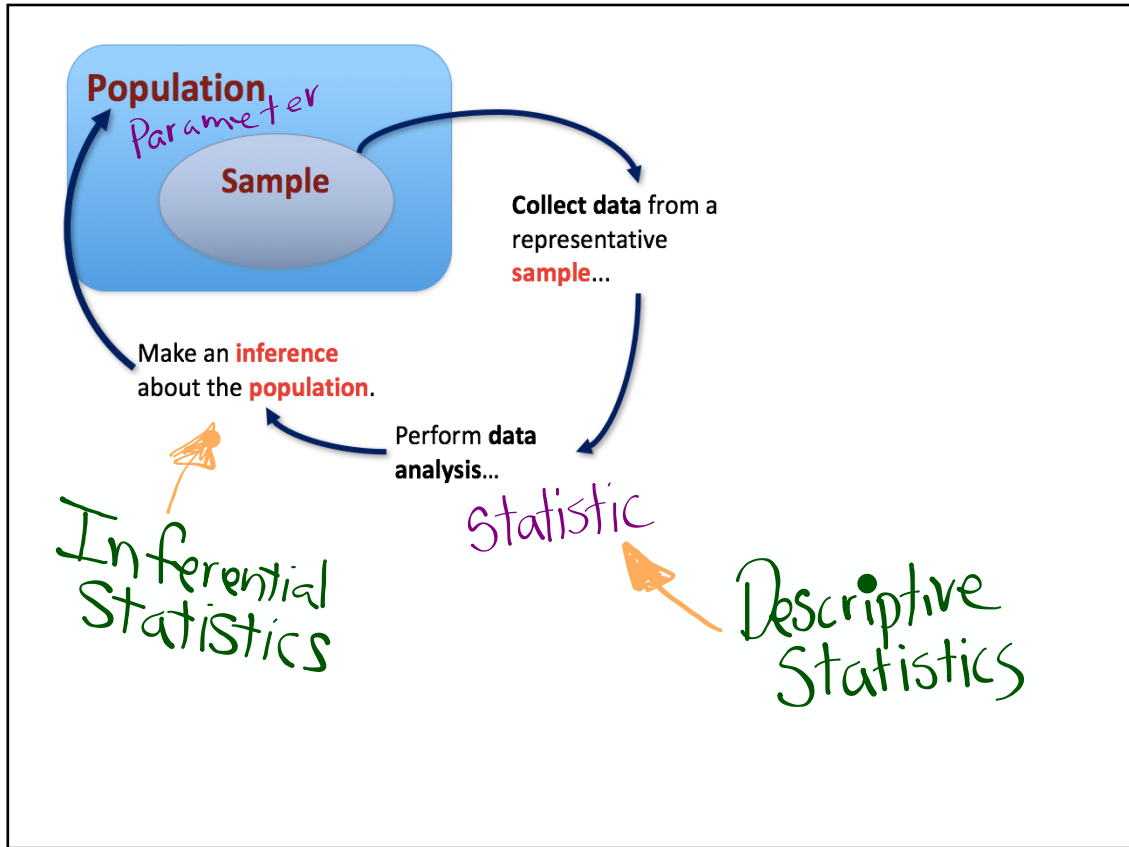 Population
Parameter
Sample
Collect data from a
representative
sample...
Make an inference
about the population.
Perform data
analysis...
Statistic
Inferential
Statistics
Descriptive
Statistics